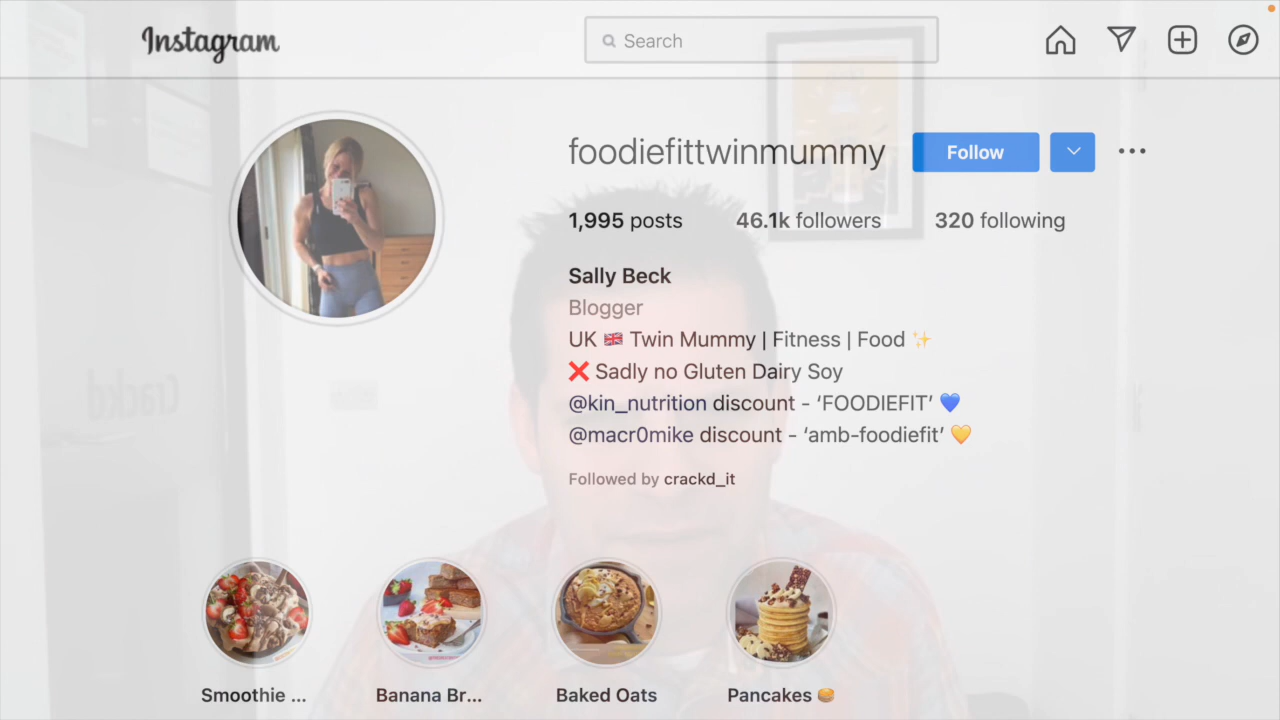 Instagram
Search
foodiefittwinmummy
Follow
1,995 posts 46.1k followers 320 following
Sally Beck
Blogger
UK 🇬🇧 Twin Mummy | Fitness | Food ✨
❌ Sadly no Gluten Dairy Soy
@kin_nutrition discount - ‘FOODIEFIT’ 💙
@macr0mike discount - ‘amb-foodiefit’ 💛
Followed by crackd_it
Smoothie ... Banana Br... Baked Oats Pancakes 🥞
Crackd